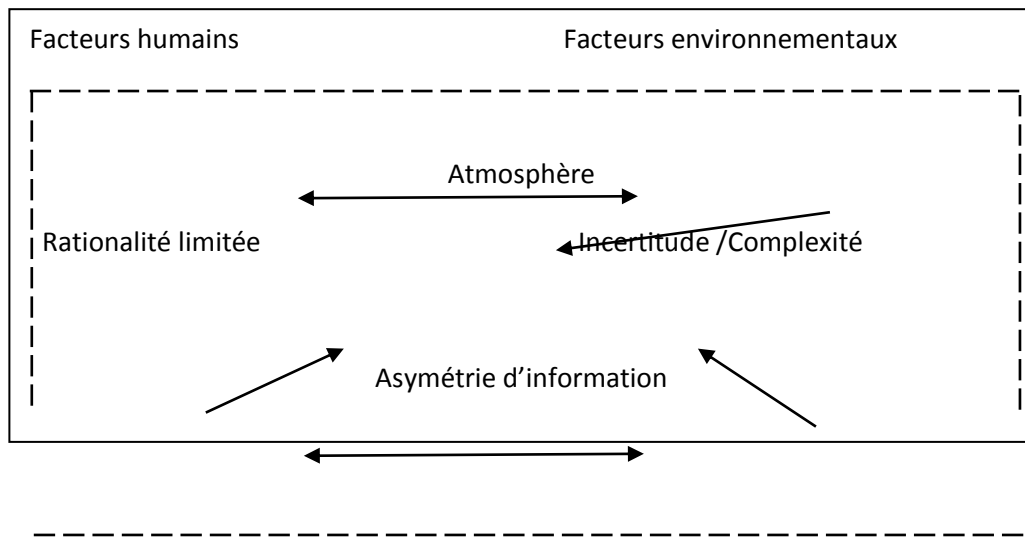 Facteurs humains Facteurs environnementaux
Atmosphère
Rationalité limitée Incertitude /Complexité
Asymétrie d’information